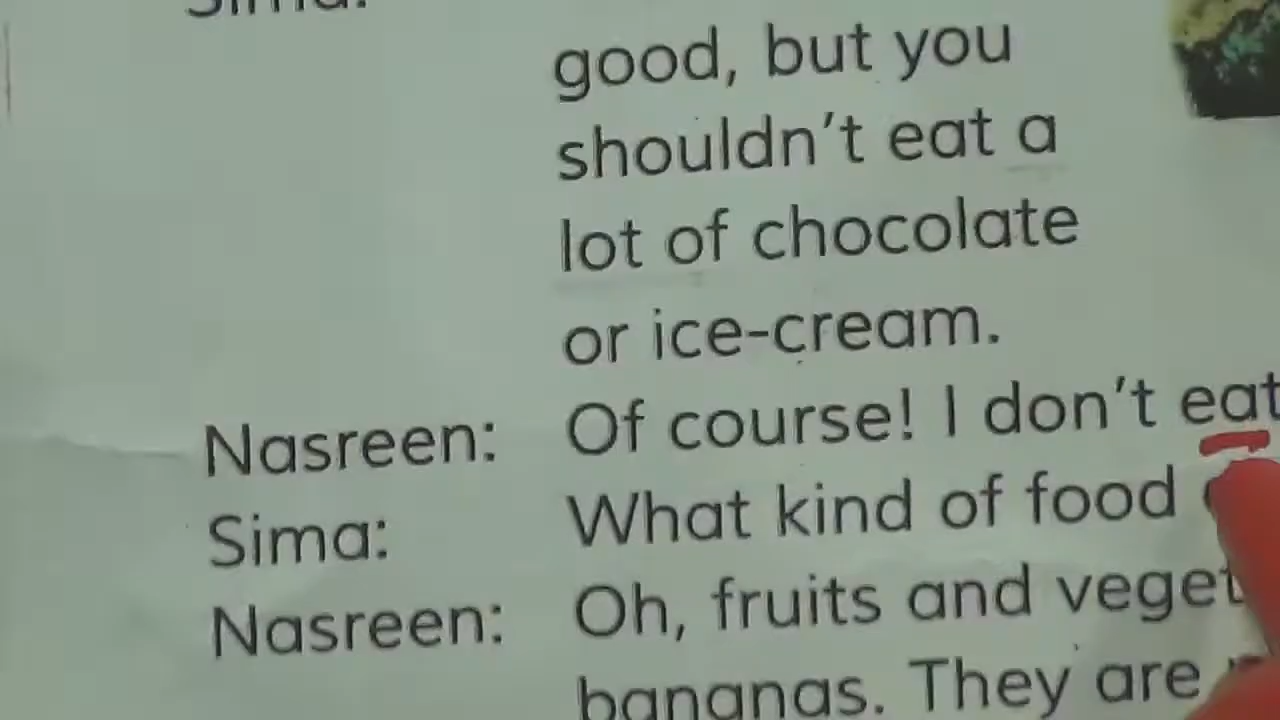 Sima:
good, but you
shouldn't eat a
lot of chocolate
or ice-cream.
Nasreen: Of course! I don't eat
Sima: What kind of food
Nasreen: Oh, fruits and veget
bananas. They are